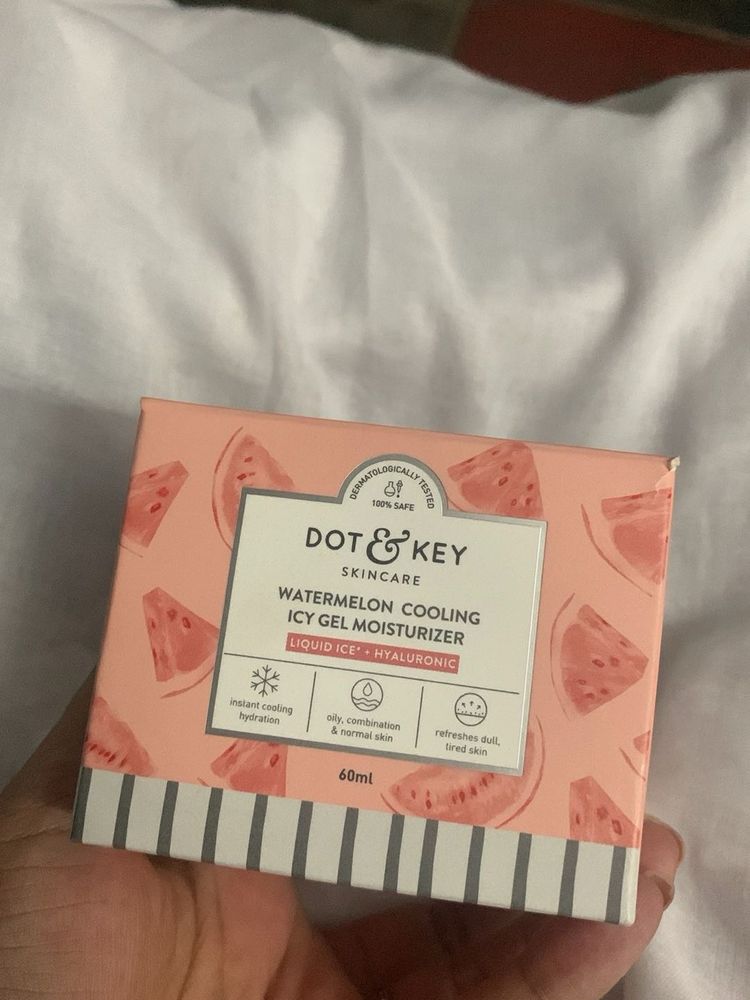 DERMATOLOGICALLY TESTED
100% SAFE
DOT & KEY
SKINCARE
WATERMELON COOLING
ICY GEL MOISTURIZER
LIQUID ICE* + HYALURONIC
instant cooling
hydration
oily, combination
& normal skin
refreshes dull,
tired skin
60ml